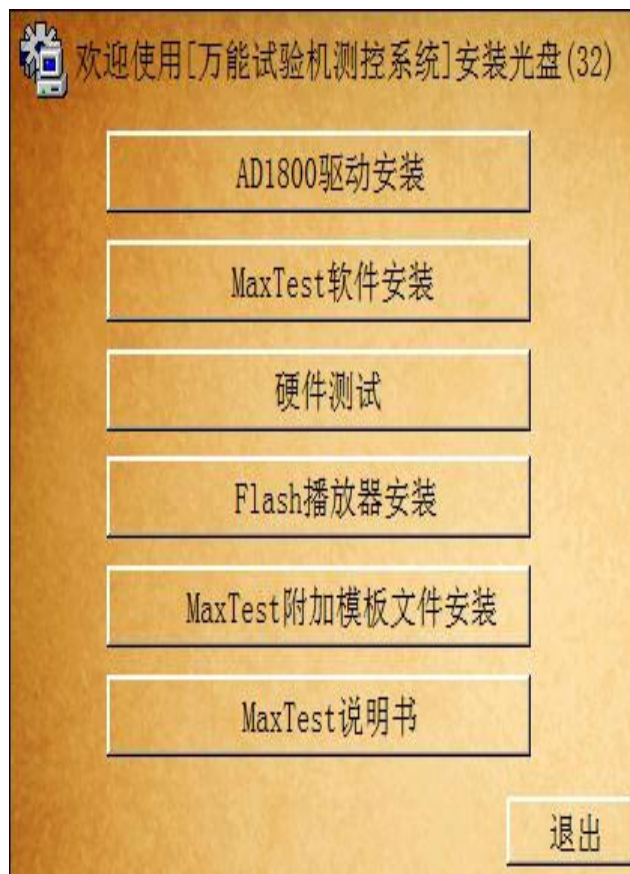 欢迎使用[万能试验机测控系统]安装光盘(32)
AD1800驱动安装
MaxTest软件安装
硬件测试
Flash播放器安装
MaxTest附加模板文件安装
MaxTest说明书
退出